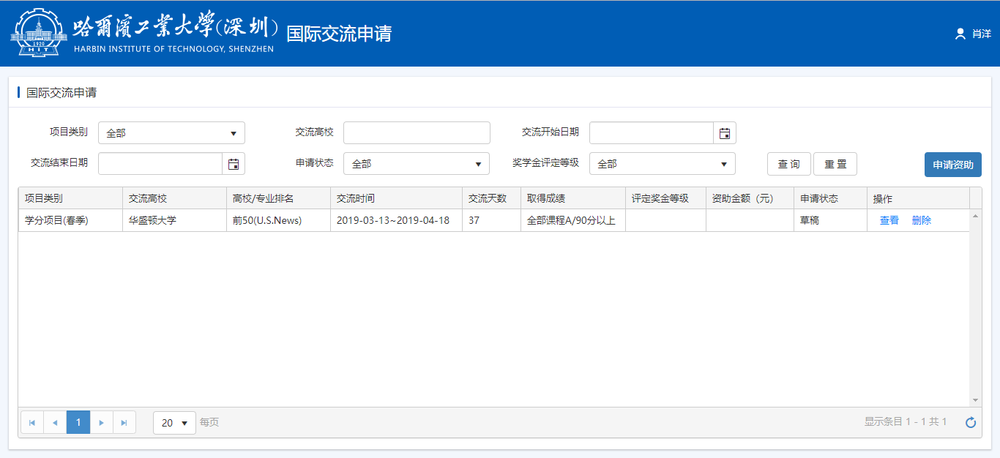 哈爾濱工業大學(深圳)
HARBIN INSTITUTE OF TECHNOLOGY, SHENZHEN
1920
HIT
国际交流申请
肖洋
国际交流申请
项目类别 全部 交流高校 交流开始日期
交流结束日期 申请状态 全部 奖学金评定等级 全部 查 询 重 置 申请资助
项目类别 交流高校 高校/专业排名 交流时间 交流天数 取得成绩 评定奖金等级 资助金额（元） 申请状态 操作
学分项目(春季) 华盛顿大学 前50(U.S.News) 2019-03-13~2019-04-18 37 全部课程A/90分以上 草稿 查看 删除
1 20 每页 显示条目 1 - 1 共 1